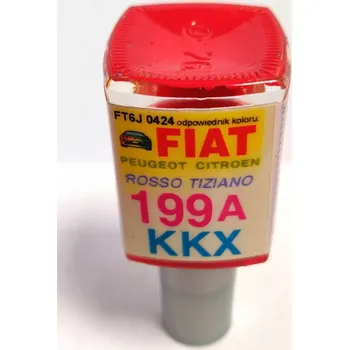 FT6J 0424 odpowiednik koloru:
FIAT
PEUGEOT CITROEN
ROSSO TIZIANO
199A
KKX